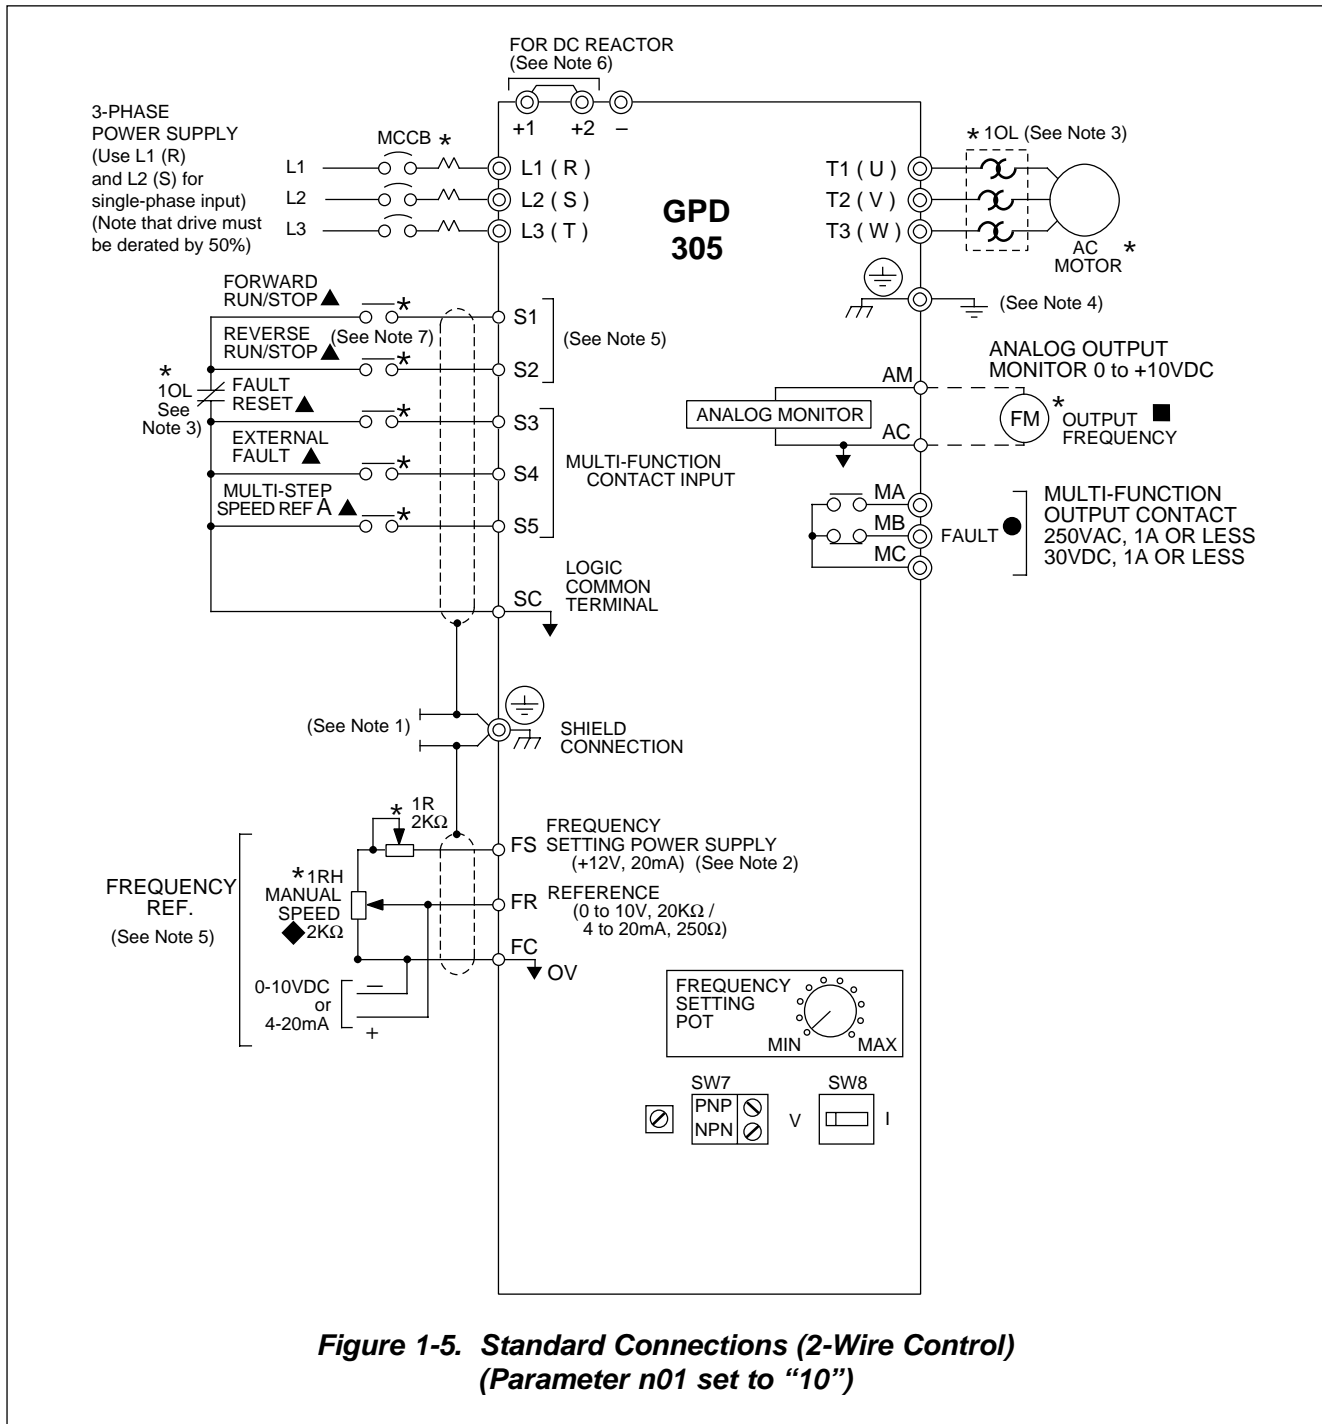 FOR DC REACTOR
(See Note 6)
+1
+2
–
3-PHASE
POWER SUPPLY
(Use L1 (R)
and L2 (S) for
single-phase input)
(Note that drive must
be derated by 50%)
MCCB *
L1
L2
L3
L1 ( R )
L2 ( S )
L3 ( T )
GPD
305
T1 ( U )
T2 ( V )
T3 ( W )
* 1OL (See Note 3)
AC
MOTOR *
(See Note 4)
FORWARD
RUN/STOP ▲
*
(See Note 7)
S1
REVERSE
RUN/STOP ▲
*
S2
(See Note 5)
*
1OL
See
Note 3)
FAULT
RESET ▲
*
S3
EXTERNAL
FAULT ▲
*
S4
MULTI-STEP
SPEED REF A ▲
*
S5
MULTI-FUNCTION
CONTACT INPUT
SC
LOGIC
COMMON
TERMINAL
ANALOG OUTPUT
MONITOR 0 to +10VDC
AM
ANALOG MONITOR
AC
FM
*
OUTPUT ■
FREQUENCY
MA
MB
MC
FAULT ●
MULTI-FUNCTION
OUTPUT CONTACT
250VAC, 1A OR LESS
30VDC, 1A OR LESS
(See Note 1)
SHIELD
CONNECTION
* 1R
2KΩ
FS
FREQUENCY
SETTING POWER SUPPLY
(+12V, 20mA) (See Note 2)
FREQUENCY
REF.
(See Note 5)
* 1RH
MANUAL
SPEED
◆ 2KΩ
FR
REFERENCE
(0 to 10V, 20KΩ /
4 to 20mA, 250Ω)
FC
OV
0-10VDC
or
4-20mA
–
+
FREQUENCY
SETTING
POT
MIN
MAX
SW7
PNP
NPN
SW8
V
I
Figure 1-5. Standard Connections (2-Wire Control)
(Parameter n01 set to “10”)